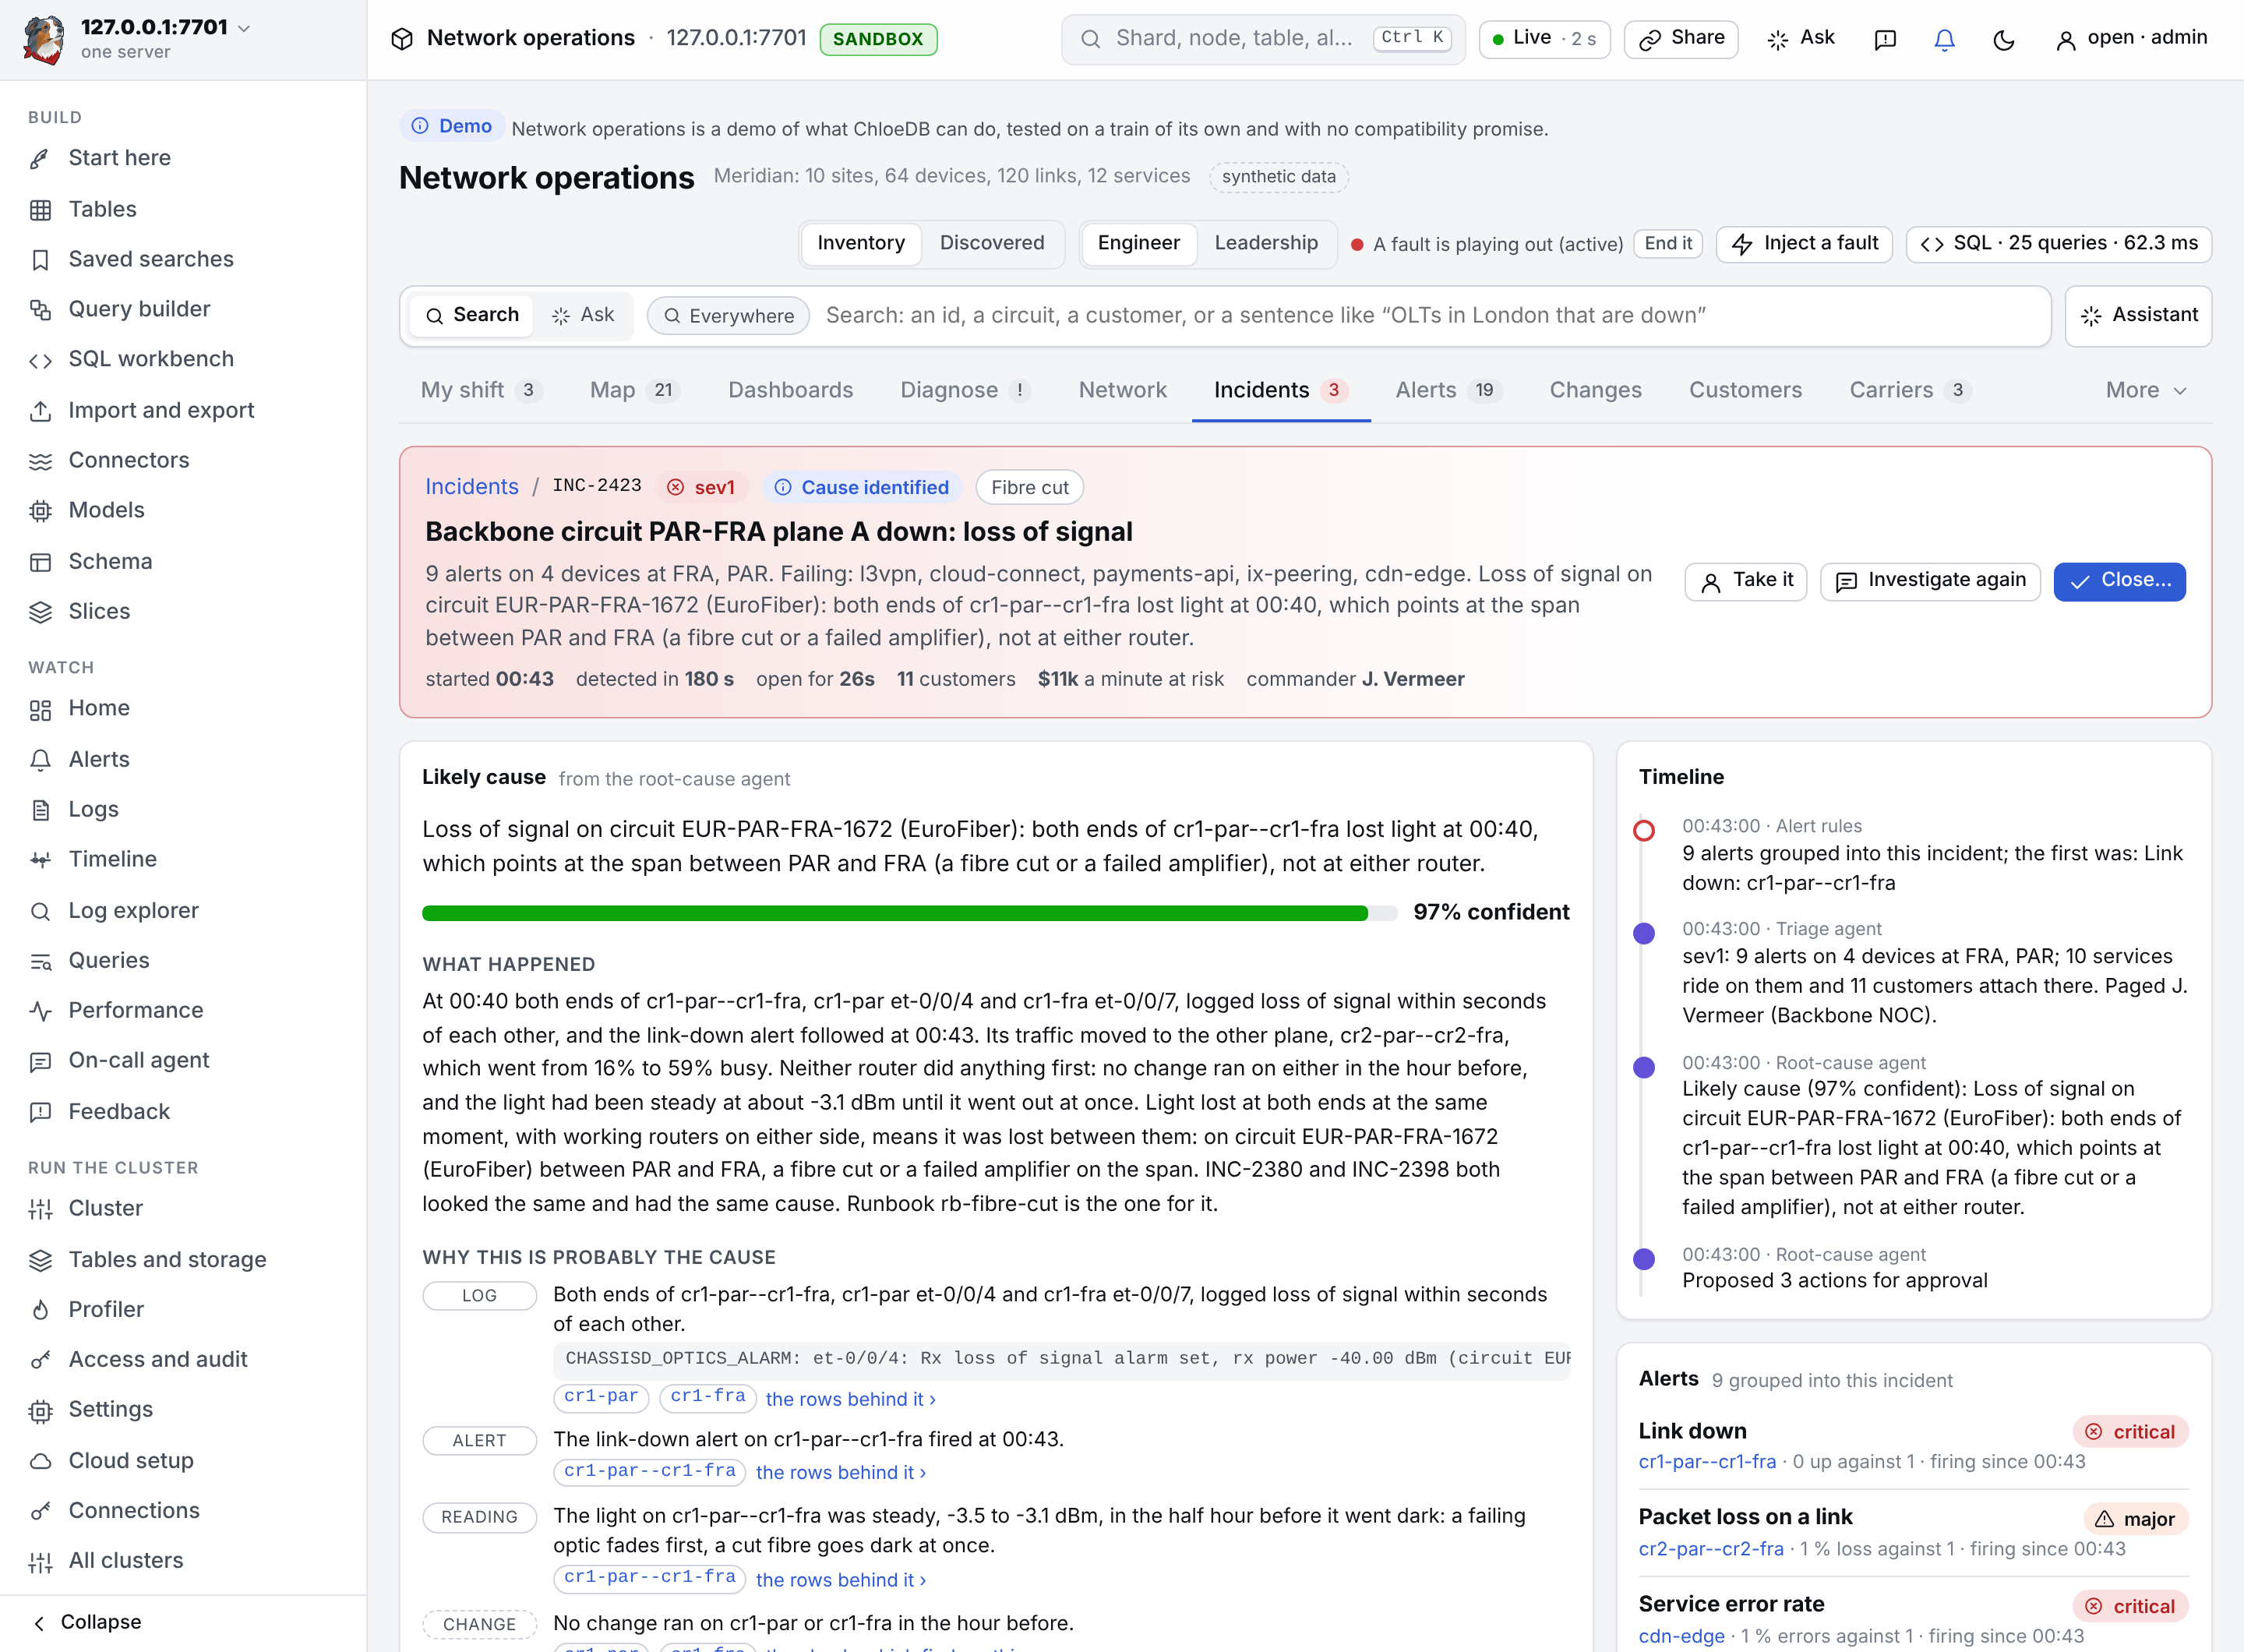 127.0.0.1:7701
one server
Network operations · 127.0.0.1:7701 SANDBOX
Shard, node, table, al... Ctrl K
Live · 2 s
Share
Ask
open · admin
BUILD
Start here
Tables
Saved searches
Query builder
SQL workbench
Import and export
Connectors
Models
Schema
Slices
WATCH
Home
Alerts
Logs
Timeline
Log explorer
Queries
Performance
On-call agent
Feedback
RUN THE CLUSTER
Cluster
Tables and storage
Profiler
Access and audit
Settings
Cloud setup
Connections
All clusters
Collapse
Demo Network operations is a demo of what ChloeDB can do, tested on a train of its own and with no compatibility promise.
Network operations Meridian: 10 sites, 64 devices, 120 links, 12 services synthetic data
Inventory Discovered Engineer Leadership A fault is playing out (active) End it Inject a fault SQL · 25 queries · 62.3 ms
Search Ask Everywhere Search: an id, a circuit, a customer, or a sentence like “OLTs in London that are down” Assistant
My shift 3 Map 21 Dashboards Diagnose ! Network Incidents 3 Alerts 19 Changes Customers Carriers 3 More
Incidents / INC-2423 sev1 Cause identified Fibre cut
Backbone circuit PAR-FRA plane A down: loss of signal
9 alerts on 4 devices at FRA, PAR. Failing: l3vpn, cloud-connect, payments-api, ix-peering, cdn-edge. Loss of signal on
circuit EUR-PAR-FRA-1672 (EuroFiber): both ends of cr1-par--cr1-fra lost light at 00:40, which points at the span
between PAR and FRA (a fibre cut or a failed amplifier), not at either router.
started 00:43 detected in 180 s open for 26s 11 customers $11k a minute at risk commander J. Vermeer
Take it Investigate again Close...
Likely cause from the root-cause agent
Loss of signal on circuit EUR-PAR-FRA-1672 (EuroFiber): both ends of cr1-par--cr1-fra lost light at 00:40,
which points at the span between PAR and FRA (a fibre cut or a failed amplifier), not at either router.
97% confident
WHAT HAPPENED
At 00:40 both ends of cr1-par--cr1-fra, cr1-par et-0/0/4 and cr1-fra et-0/0/7, logged loss of signal within seconds
of each other, and the link-down alert followed at 00:43. Its traffic moved to the other plane, cr2-par--cr2-fra,
which went from 16% to 59% busy. Neither router did anything first: no change ran on either in the hour before,
and the light had been steady at about -3.1 dBm until it went out at once. Light lost at both ends at the same
moment, with working routers on either side, means it was lost between them: on circuit EUR-PAR-FRA-1672
(EuroFiber) between PAR and FRA, a fibre cut or a failed amplifier on the span. INC-2380 and INC-2398 both
looked the same and had the same cause. Runbook rb-fibre-cut is the one for it.
WHY THIS IS PROBABLY THE CAUSE
LOG Both ends of cr1-par--cr1-fra, cr1-par et-0/0/4 and cr1-fra et-0/0/7, logged loss of signal within seconds
of each other.
CHASSISD_OPTICS_ALARM: et-0/0/4: Rx loss of signal alarm set, rx power -40.00 dBm (circuit EUR
cr1-par cr1-fra the rows behind it ›
ALERT The link-down alert on cr1-par--cr1-fra fired at 00:43.
cr1-par--cr1-fra the rows behind it ›
READING The light on cr1-par--cr1-fra was steady, -3.5 to -3.1 dBm, in the half hour before it went dark: a failing
optic fades first, a cut fibre goes dark at once.
cr1-par--cr1-fra the rows behind it ›
CHANGE No change ran on cr1-par or cr1-fra in the hour before.
Timeline
00:43:00 · Alert rules
9 alerts grouped into this incident; the first was: Link
down: cr1-par--cr1-fra
00:43:00 · Triage agent
sev1: 9 alerts on 4 devices at FRA, PAR; 10 services
ride on them and 11 customers attach there. Paged J.
Vermeer (Backbone NOC).
00:43:00 · Root-cause agent
Likely cause (97% confident): Loss of signal on
circuit EUR-PAR-FRA-1672 (EuroFiber): both ends of
cr1-par--cr1-fra lost light at 00:40, which points at
the span between PAR and FRA (a fibre cut or a
failed amplifier), not at either router.
00:43:00 · Root-cause agent
Proposed 3 actions for approval
Alerts 9 grouped into this incident
Link down critical
cr1-par--cr1-fra · 0 up against 1 · firing since 00:43
Packet loss on a link major
cr2-par--cr2-fra · 1 % loss against 1 · firing since 00:43
Service error rate critical
cdn-edge · 1 % errors against 1 · firing since 00:43